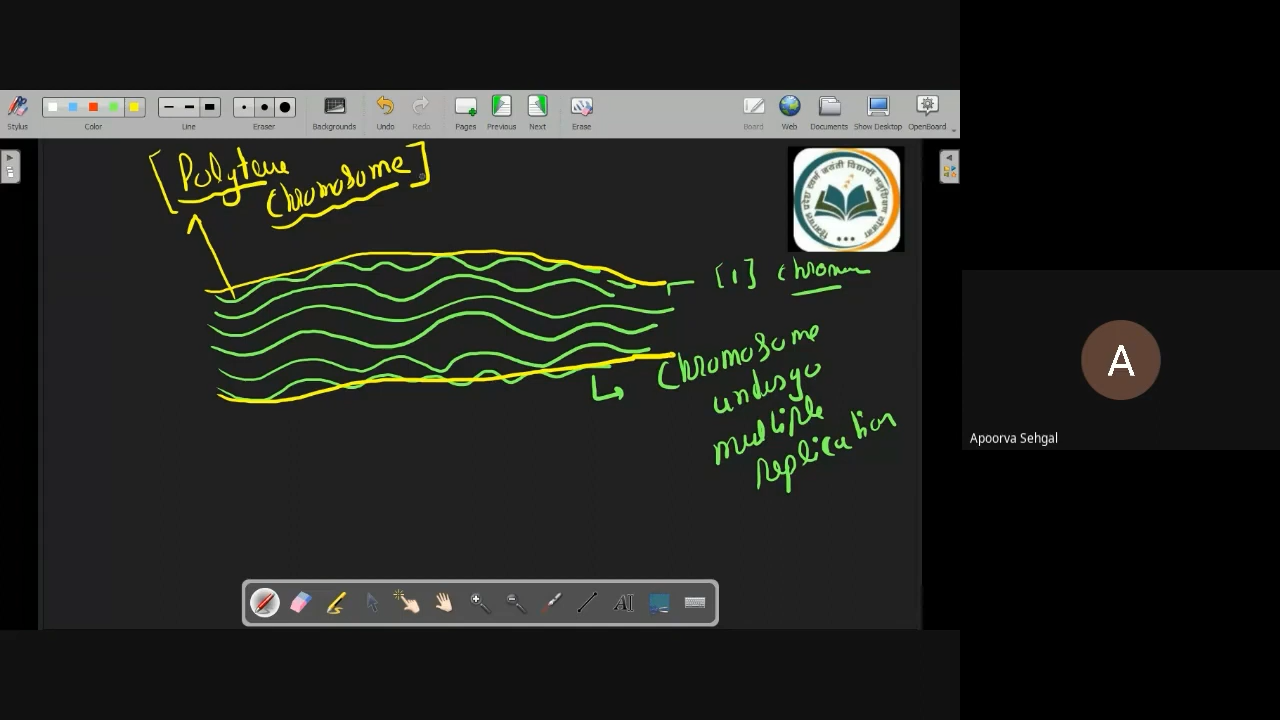 Stylus
Color
Line
Eraser
Backgrounds
Undo
Redo
Pages
Previous
Next
Erase
Board
Web
Documents
Show Desktop
OpenBoard
[Polytene
Chromosome]
[1] Chromo
Chromosome
undergo
multiple
replication
A
Apoorva Sehgal